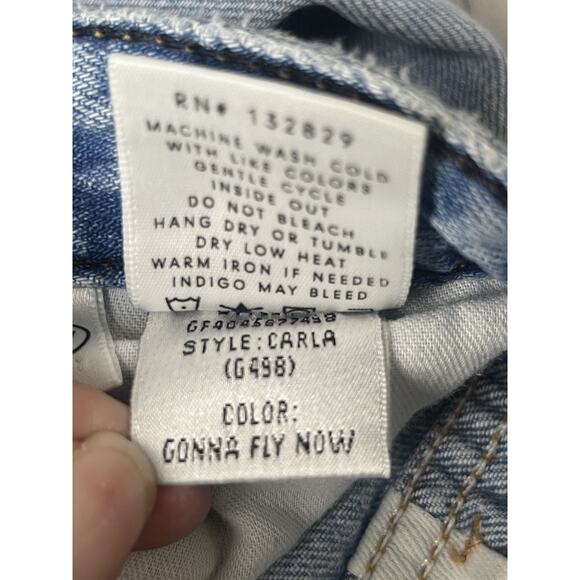 RN# 132829
MACHINE WASH COLD
WITH LIKE COLORS
GENTLE CYCLE
INSIDE OUT
DO NOT BLEACH
HANG DRY OR TUMBLE
DRY LOW HEAT
WARM IRON IF NEEDED
INDIGO MAY BLEED
STYLE:CARLA
(G498)
COLOR:
GONNA FLY NOW